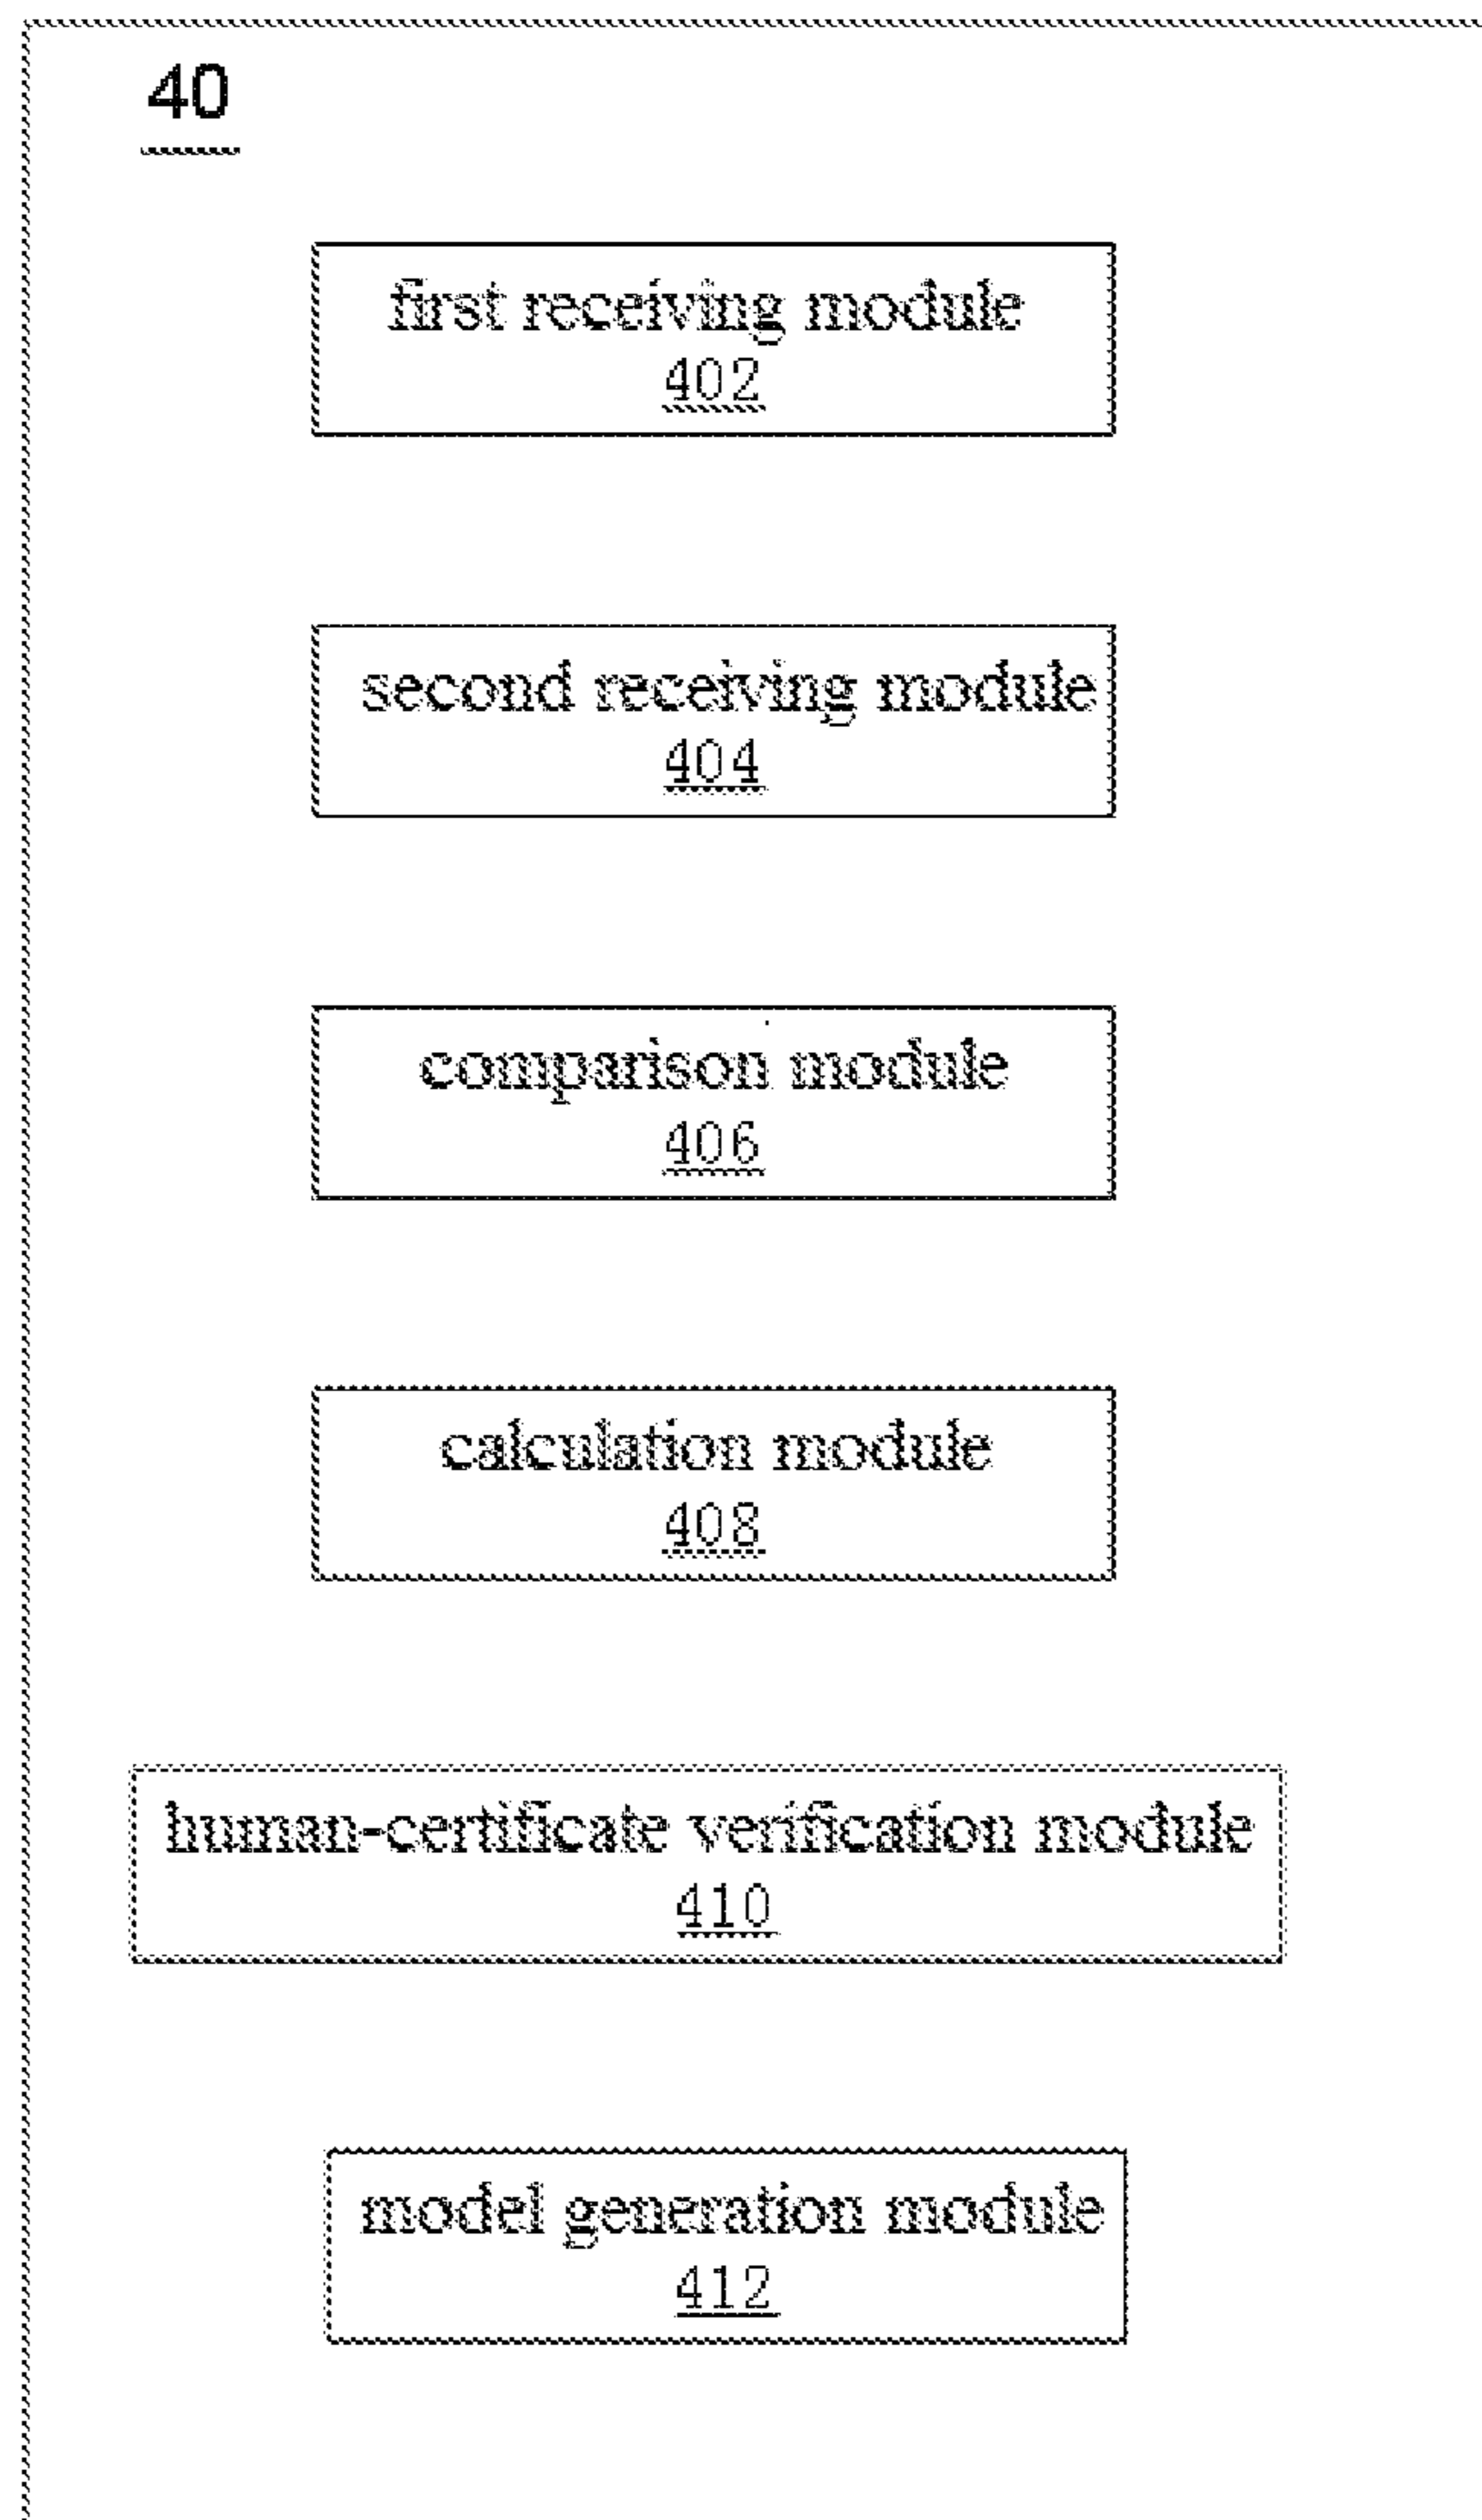 40
first receiving module
402
second receiving module
404
comparison module
406
calculation module
408
human-certificate verification module
410
model generation module
412